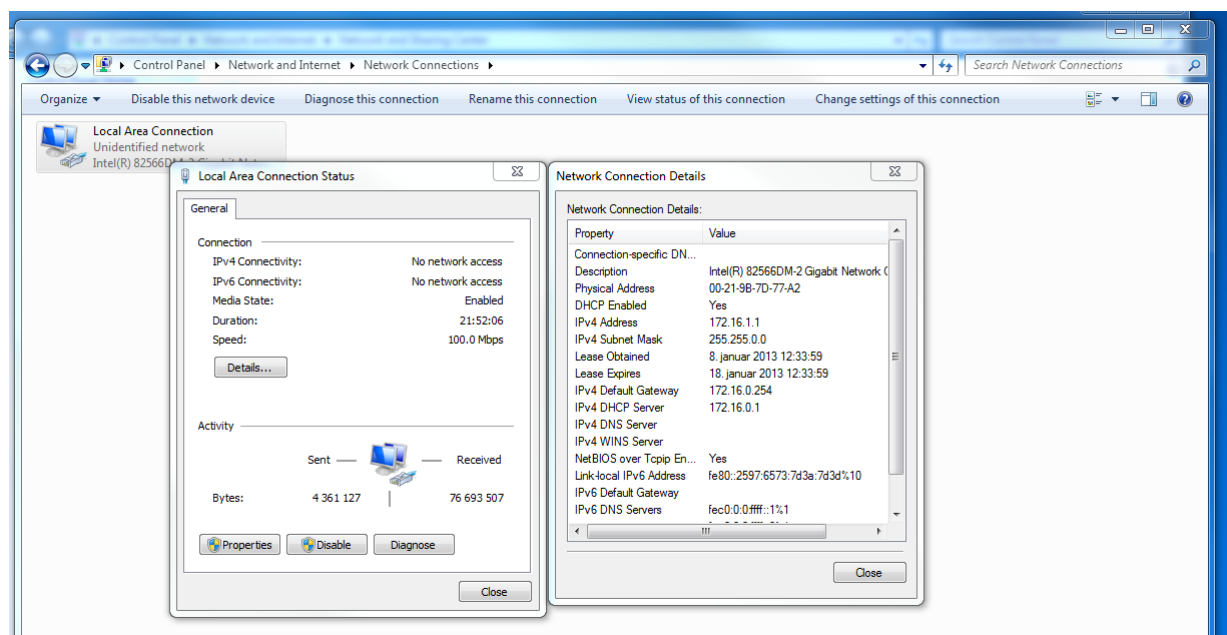 Control Panel ▸ Network and Internet ▸ Network Connections ▸
Search Network Connections
Organize Disable this network device Diagnose this connection Rename this connection View status of this connection Change settings of this connection
Local Area Connection
Unidentified network
Intel(R) 82566D
Local Area Connection Status
General
Connection
IPv4 Connectivity: No network access
IPv6 Connectivity: No network access
Media State: Enabled
Duration: 21:52:06
Speed: 100.0 Mbps
Details...
Activity
Sent Received
Bytes: 4 361 127 76 693 507
Properties Disable Diagnose
Close
Network Connection Details
Network Connection Details:
Property Value
Connection-specific DN...
Description Intel(R) 82566DM-2 Gigabit Network C
Physical Address 00-21-9B-7D-77-A2
DHCP Enabled Yes
IPv4 Address 172.16.1.1
IPv4 Subnet Mask 255.255.0.0
Lease Obtained 8. januar 2013 12:33:59
Lease Expires 18. januar 2013 12:33:59
IPv4 Default Gateway 172.16.0.254
IPv4 DHCP Server 172.16.0.1
IPv4 DNS Server
IPv4 WINS Server
NetBIOS over Tcpip En... Yes
Link-local IPv6 Address fe80::2597:6573:7d3a:7d3d%10
IPv6 Default Gateway
IPv6 DNS Servers fec0:0:0:ffff::1%1
Close